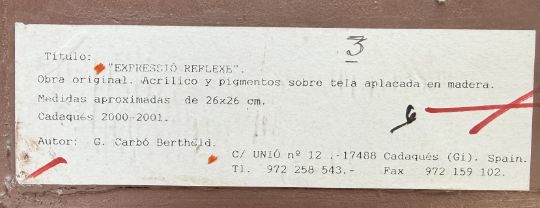 3
Título:
"EXPRESSIÓ REFLEXE".
Obra original. Acrílico y pigmentos sobre tela aplacada en madera.
Medidas aproximadas de 26x26 cm.
Cadaqués 2000-2001.
Autor: G. Carbó Berthold.
C/ UNIÓ nº 12 .-17488 Cadaqués (Gi). Spain.
Tl. 972 258 543.- Fax 972 159 102.